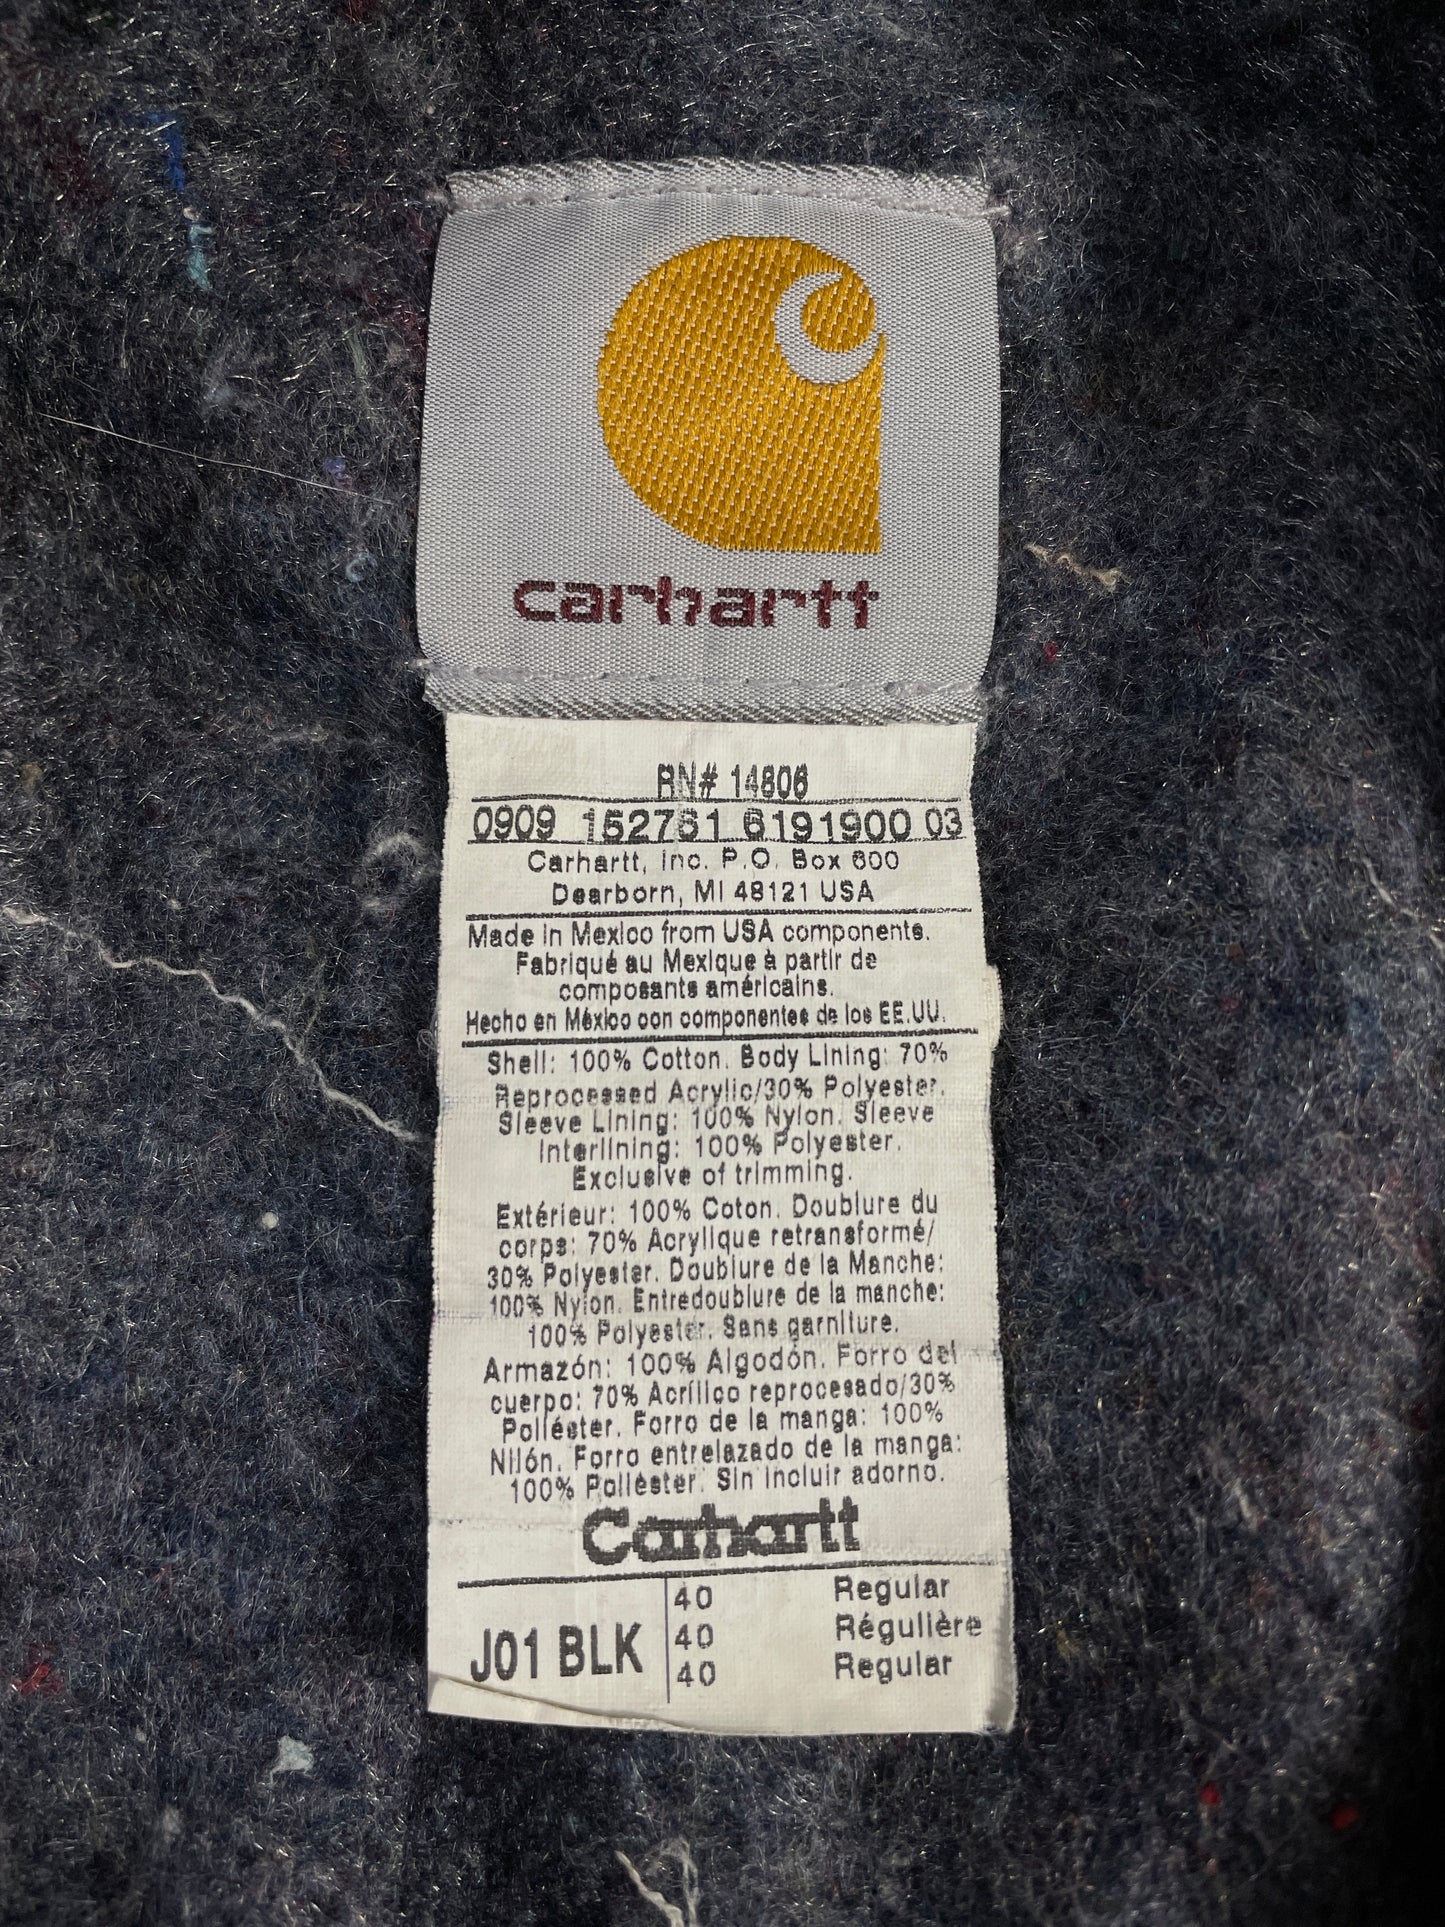 carhartt
RN# 14806
0909 152761 6191900 03
Carhartt, Inc. P.O. Box 600
Dearborn, MI 48121 USA
Made in Mexico from USA components.
Fabriqué au Mexique à partir de
composants américains.
Hecho en México con componentes de los EE.UU.
Shell: 100% Cotton. Body Lining: 70%
Reprocessed Acrylic/30% Polyester.
Sleeve Lining: 100% Nylon. Sleeve
Interlining: 100% Polyester.
Exclusive of trimming.
Extérieur: 100% Coton. Doublure du
corps: 70% Acrylique retransformé/
30% Polyester. Doublure de la Manche:
100% Nylon. Entredoublure de la manche:
100% Polyester. Sans garniture.
Armazón: 100% Algodón. Forro del
cuerpo: 70% Acrílico reprocesado/30%
Poliéster. Forro de la manga: 100%
Nilón. Forro entrelazado de la manga:
100% Poliéster. Sin incluir adorno.
Carhartt
J01 BLK
40 Regular
40 Régulière
40 Regular